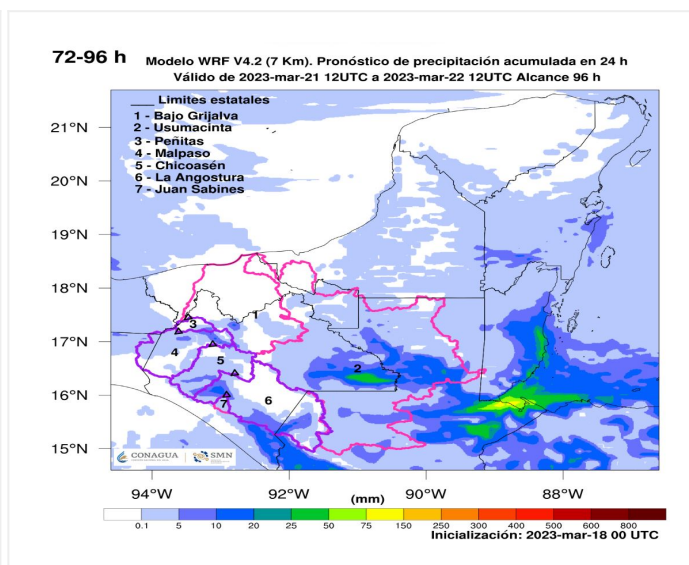 72-96 h
Modelo WRF V4.2 (7 Km). Pronóstico de precipitación acumulada en 24 h
Válido de 2023-mar-21 12UTC a 2023-mar-22 12UTC Alcance 96 h
Limites estatales
1 - Bajo Grijalva
2 - Usumacinta
3 - Peñitas
4 - Malpaso
5 - Chicoasén
6 - La Angostura
7 - Juan Sabines
21°N
20°N
19°N
18°N
17°N
16°N
15°N
1
3
4
5
2
6
7
CONAGUA
SMN
94°W 92°W 90°W 88°W
(mm)
0.1 5 10 20 25 50 75 150 250 300 400 500 600 800
Inicialización: 2023-mar-18 00 UTC